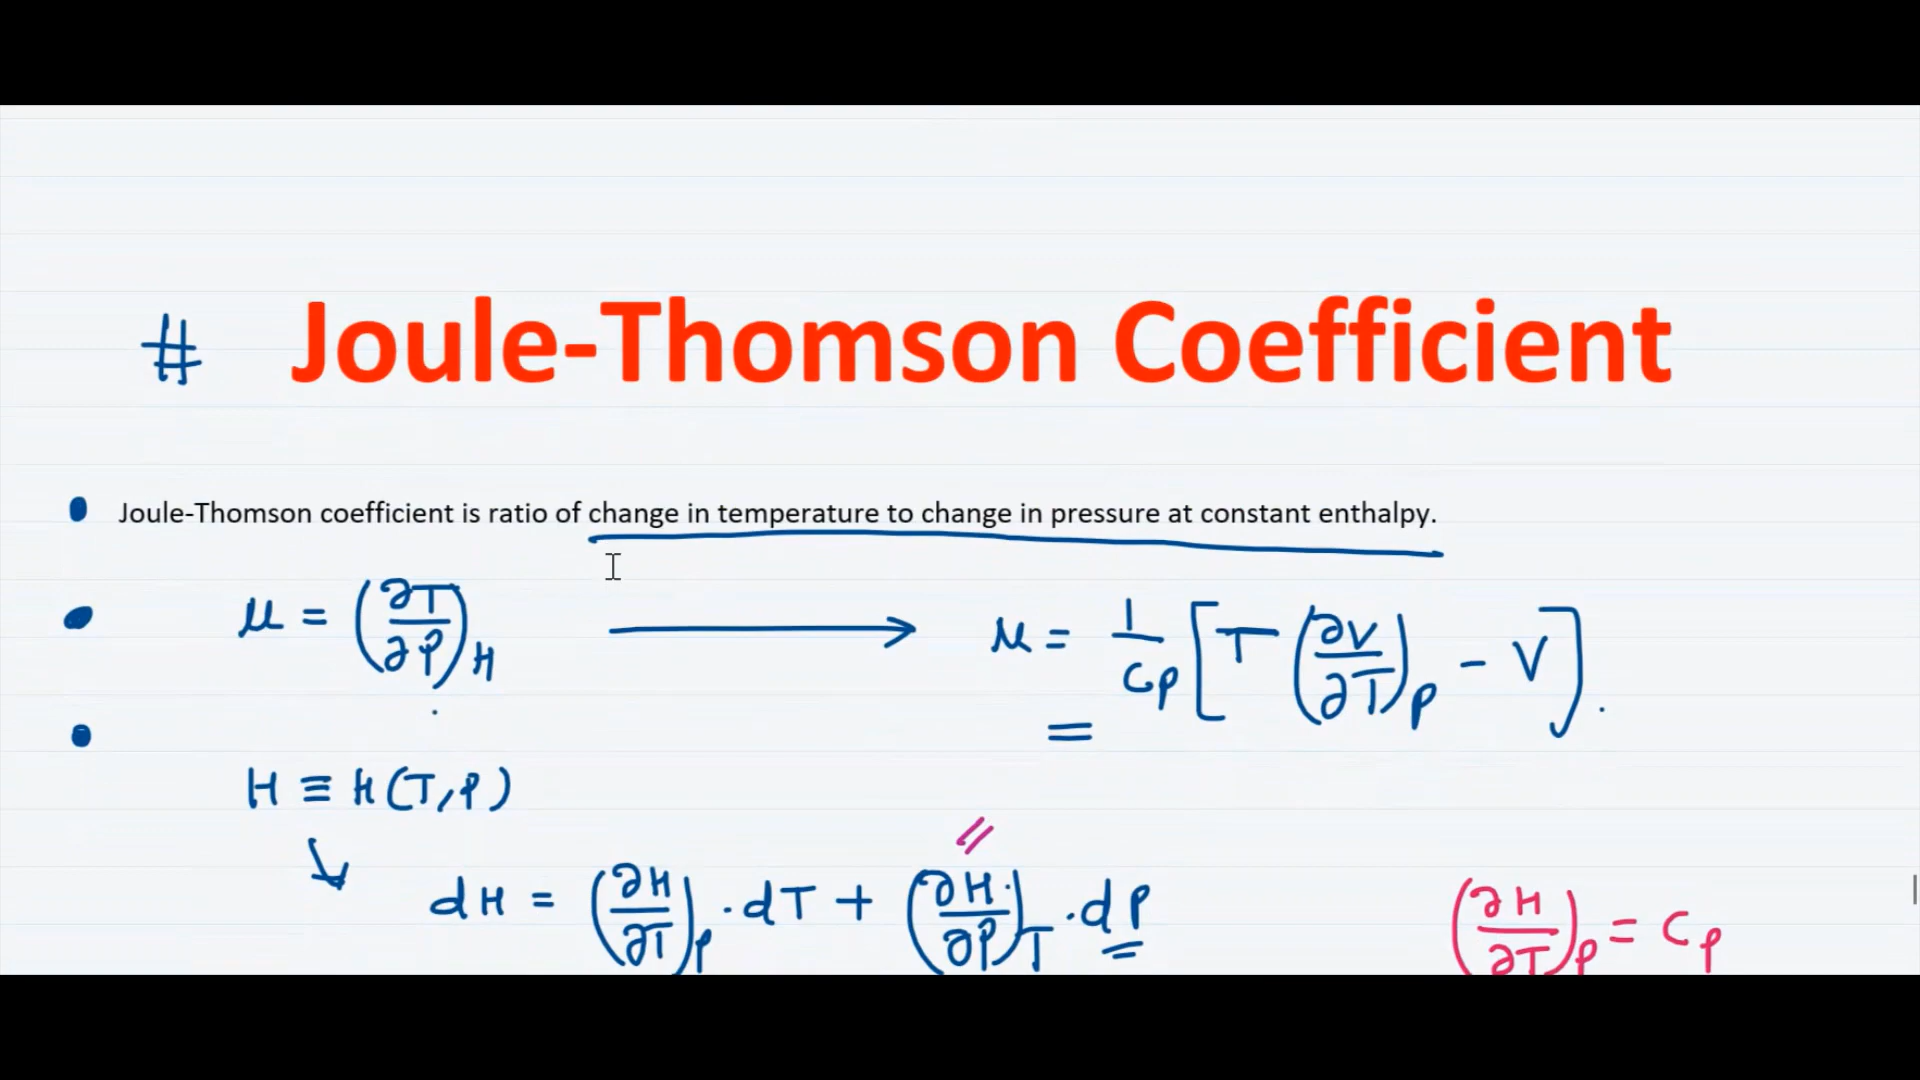 # Joule-Thomson Coefficient
• Joule-Thomson coefficient is ratio of change in temperature to change in pressure at constant enthalpy.
• μ = (∂T/∂P)_H ⟶ μ = 1/Cp [T (∂V/∂T)_P - V].
=
•
H ≡ H(T,P)
↘ dH = (∂H/∂T)_P . dT + (∂H/∂P)_T . dP
(∂H/∂T)_P = Cp